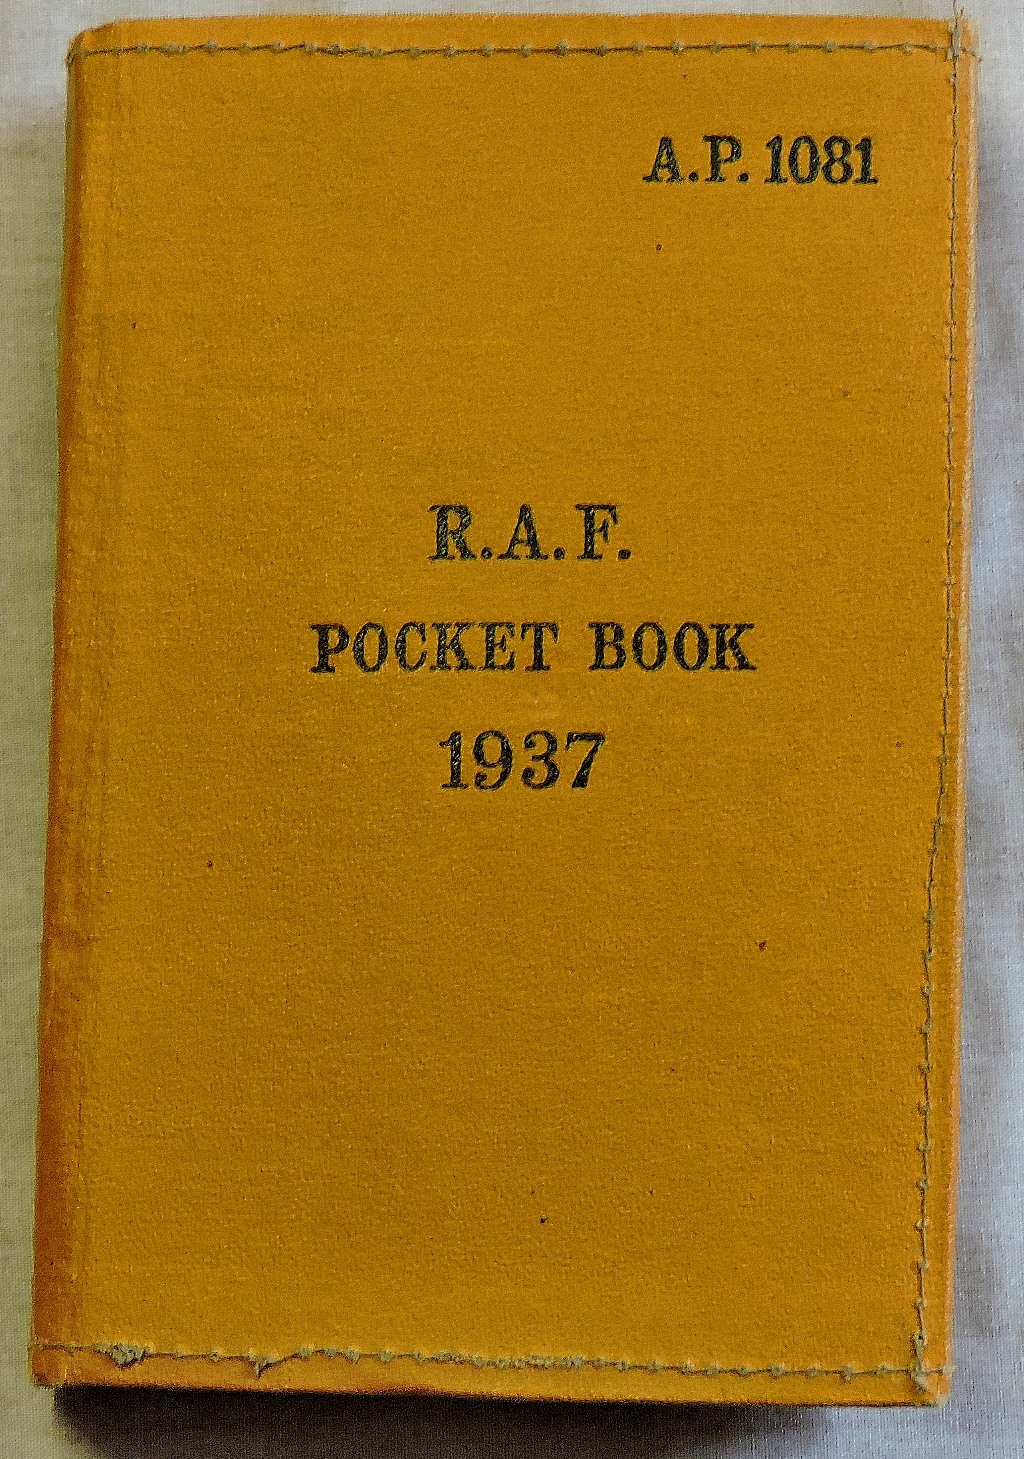 A.P. 1081
R.A.F.
POCKET BOOK
1937